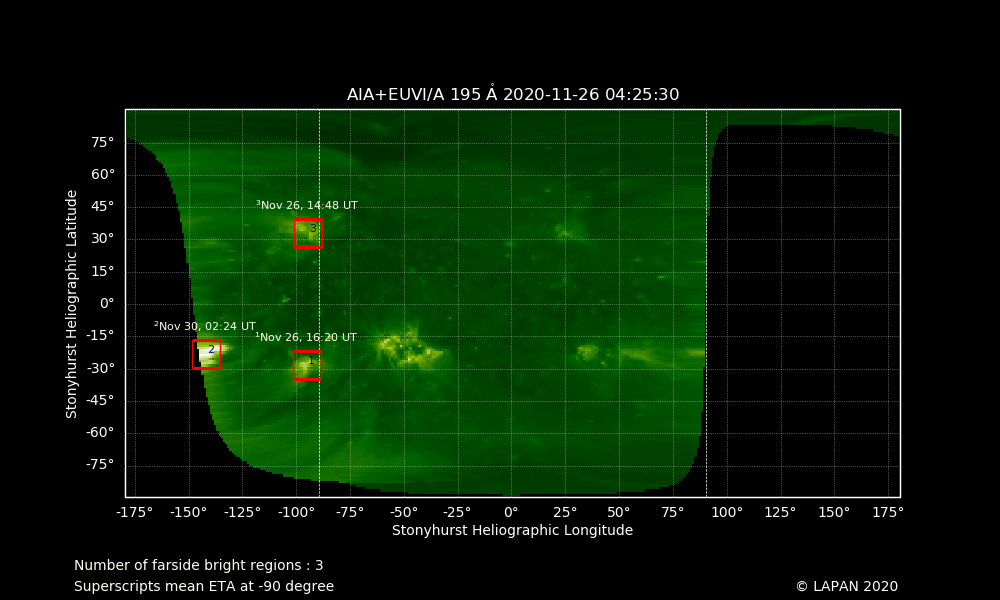 AIA+EUVI/A 195 Å 2020-11-26 04:25:30
Stonyhurst Heliographic Latitude
75°
60°
45°
30°
15°
0°
-15°
-30°
-45°
-60°
-75°
³Nov 26, 14:48 UT
3
²Nov 30, 02:24 UT
2
¹Nov 26, 16:20 UT
1
-175° -150° -125° -100° -75° -50° -25° 0° 25° 50° 75° 100° 125° 150° 175°
Stonyhurst Heliographic Longitude
Number of farside bright regions : 3
Superscripts mean ETA at -90 degree
© LAPAN 2020